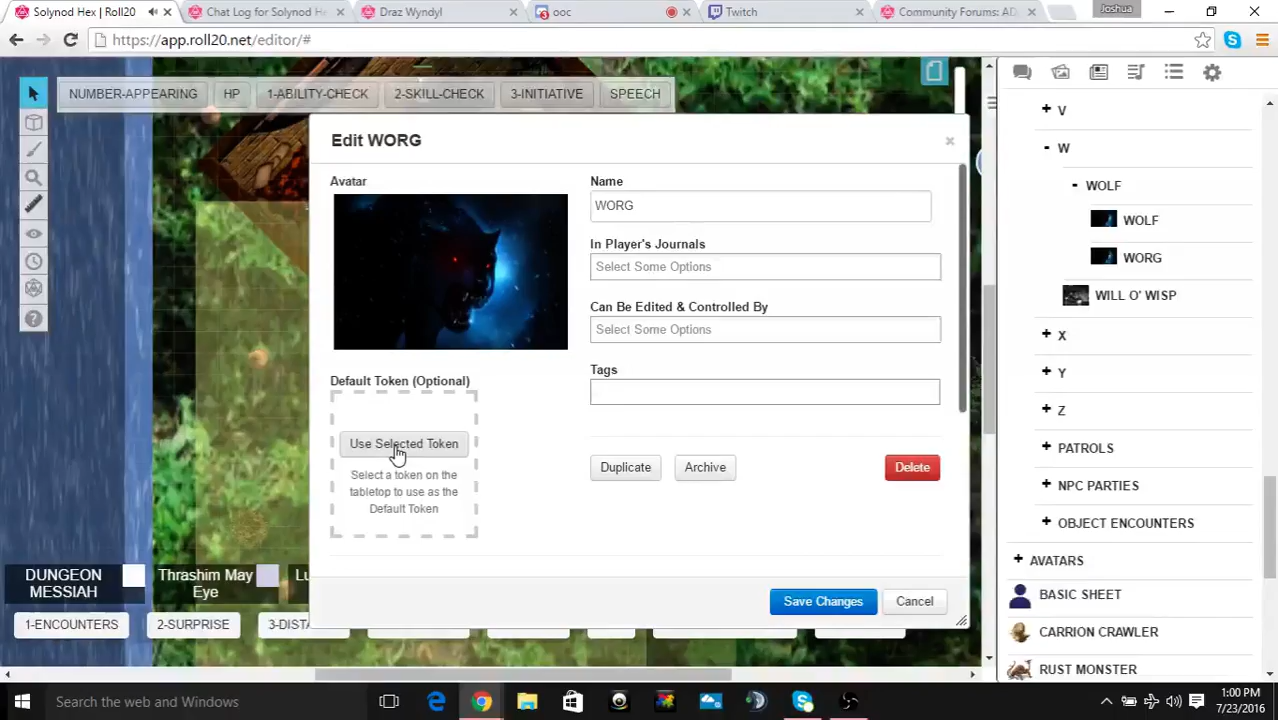 Solynod Hex | Roll20
Chat Log for Solynod He
Draz Wyndyl
ooc
Twitch
Community Forums: AD
Joshua
https://app.roll20.net/editor/#
NUMBER-APPEARING
HP
1-ABILITY-CHECK
2-SKILL-CHECK
3-INITIATIVE
SPEECH
Edit WORG
Avatar
Name
WORG
In Player's Journals
Select Some Options
Can Be Edited & Controlled By
Select Some Options
Default Token (Optional)
Tags
Use Selected Token
Select a token on the
tabletop to use as the
Default Token
Duplicate
Archive
Delete
Save Changes
Cancel
V
W
WOLF
WOLF
WORG
WILL O' WISP
X
Y
Z
PATROLS
NPC PARTIES
OBJECT ENCOUNTERS
AVATARS
BASIC SHEET
CARRION CRAWLER
RUST MONSTER
DUNGEON
MESSIAH
Thrashim May
Eye
1-ENCOUNTERS
2-SURPRISE
Search the web and Windows
1:00 PM
7/23/2016